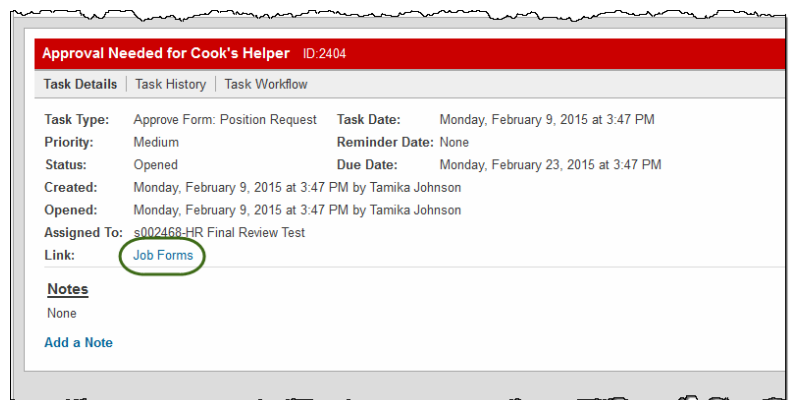 Approval Needed for Cook's Helper ID:2404
Task Details | Task History | Task Workflow
Task Type: Approve Form: Position Request Task Date: Monday, February 9, 2015 at 3:47 PM
Priority: Medium Reminder Date: None
Status: Opened Due Date: Monday, February 23, 2015 at 3:47 PM
Created: Monday, February 9, 2015 at 3:47 PM by Tamika Johnson
Opened: Monday, February 9, 2015 at 3:47 PM by Tamika Johnson
Assigned To: s002468-HR Final Review Test
Link: Job Forms
Notes
None
Add a Note